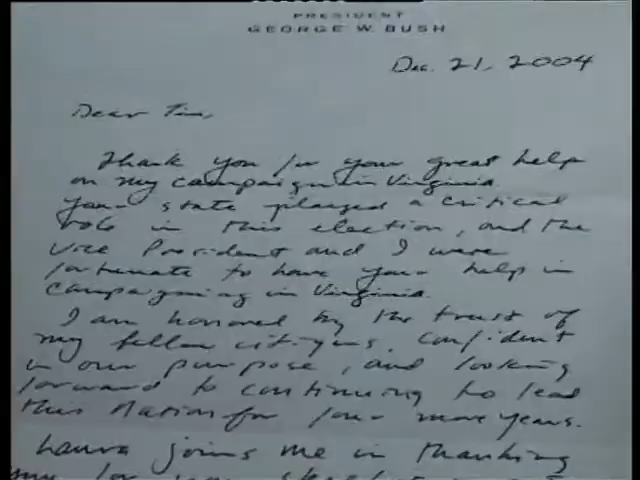 PRESIDENT
GEORGE W. BUSH
Dec. 21, 2004
Dear Tim,
Thank you for your great help
on my campaign in Virginia.
Your state played a critical
role in this election, and the
Vice President and I were
fortunate to have your help in
campaigning in Virginia.
I am honored by the trust of
my fellow citizens, confident
in our purpose, and looking
forward to continuing to lead
this Nation for four more years.
Laura joins me in thanking
you for your